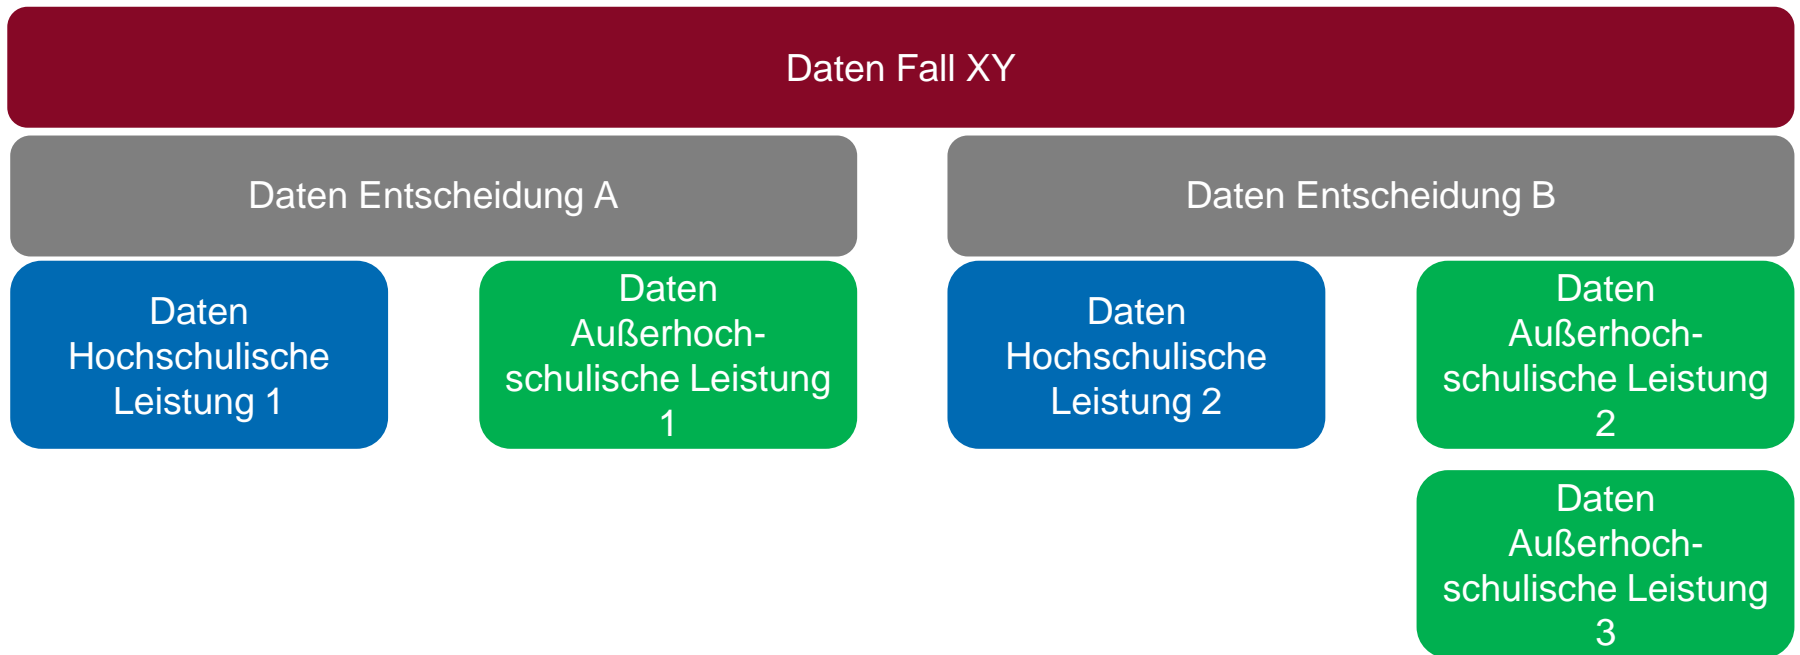 Daten Fall XY
Daten Entscheidung A
Daten Entscheidung B
Daten
Hochschulische
Leistung 1
Daten
Außerhoch-
schulische Leistung
1
Daten
Hochschulische
Leistung 2
Daten
Außerhoch-
schulische Leistung
2
Daten
Außerhoch-
schulische Leistung
3